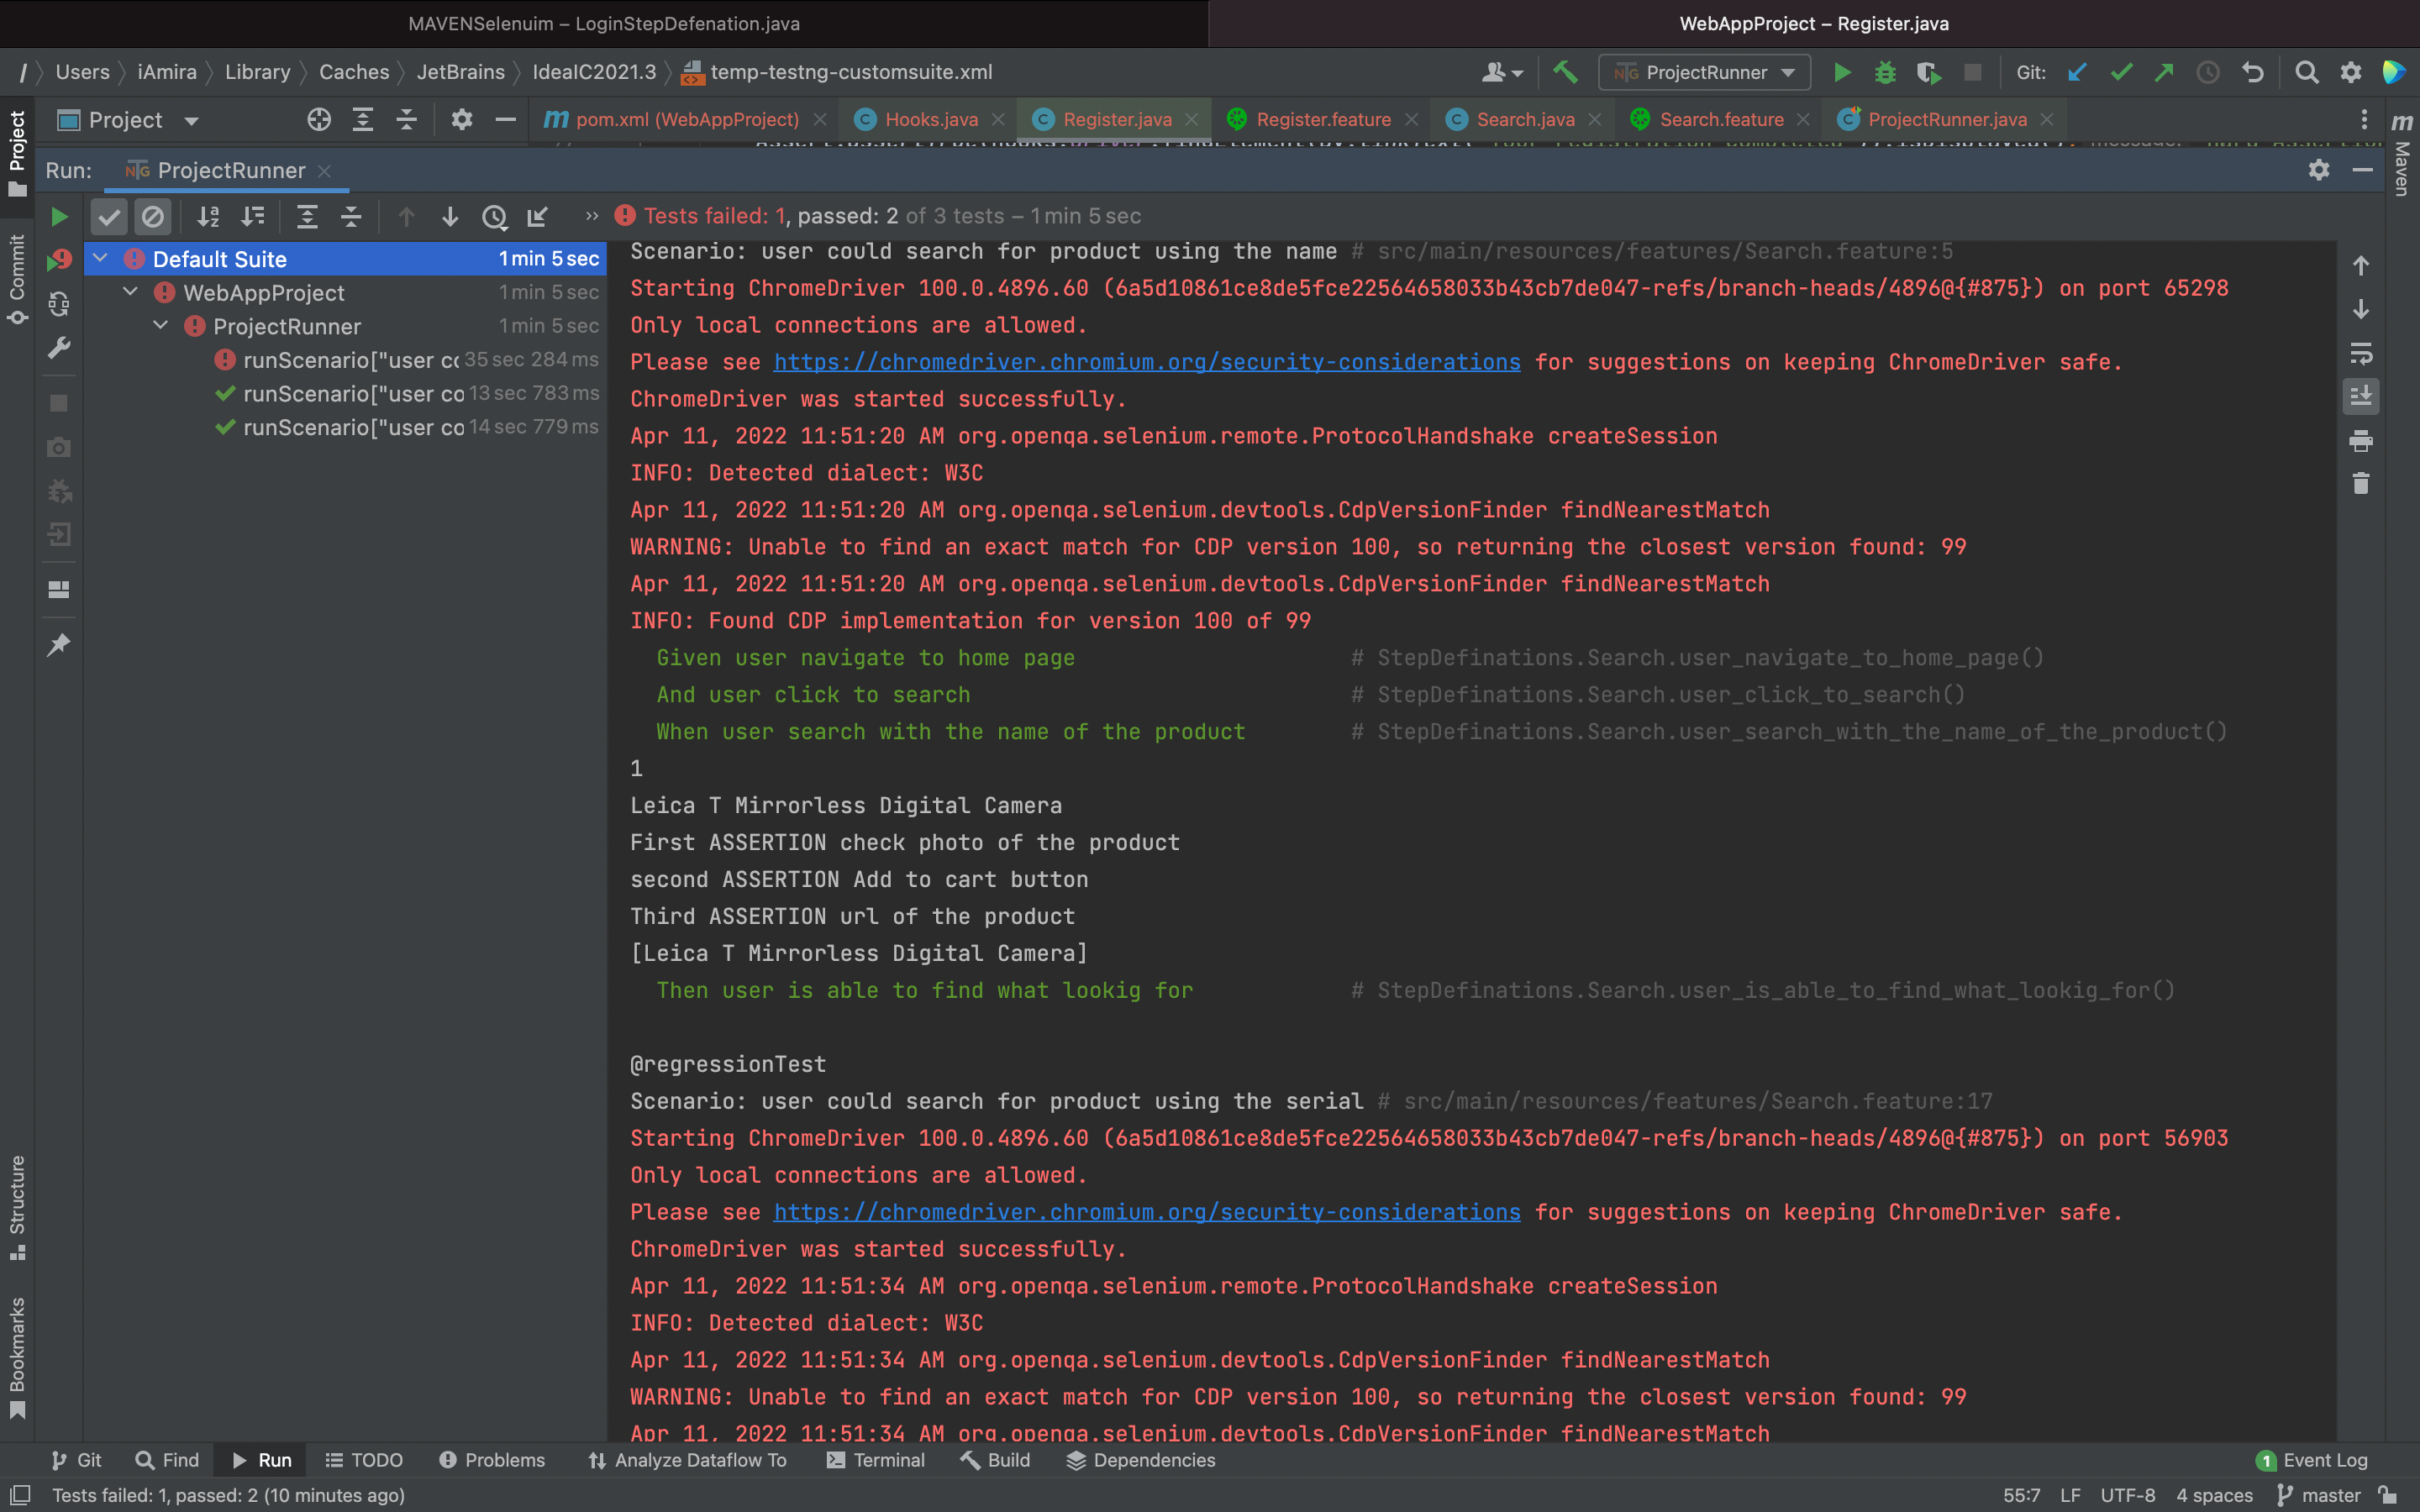 MAVENSelenuim – LoginStepDefenation.java
WebAppProject – Register.java
/ Users iAmira Library Caches JetBrains IdeaIC2021.3 temp-testng-customsuite.xml
ProjectRunner Git:
Project
pom.xml (WebAppProject) Hooks.java Register.java Register.feature Search.java Search.feature ProjectRunner.java
Run: ProjectRunner
Tests failed: 1, passed: 2 of 3 tests – 1 min 5 sec
Default Suite 1 min 5 sec
WebAppProject 1 min 5 sec
ProjectRunner 1 min 5 sec
runScenario["user co 35 sec 284 ms
runScenario["user co 13 sec 783 ms
runScenario["user co 14 sec 779 ms
Scenario: user could search for product using the name # src/main/resources/features/Search.feature:5
Starting ChromeDriver 100.0.4896.60 (6a5d10861ce8de5fce22564658033b43cb7de047-refs/branch-heads/4896@{#875}) on port 65298
Only local connections are allowed.
Please see https://chromedriver.chromium.org/security-considerations for suggestions on keeping ChromeDriver safe.
ChromeDriver was started successfully.
Apr 11, 2022 11:51:20 AM org.openqa.selenium.remote.ProtocolHandshake createSession
INFO: Detected dialect: W3C
Apr 11, 2022 11:51:20 AM org.openqa.selenium.devtools.CdpVersionFinder findNearestMatch
WARNING: Unable to find an exact match for CDP version 100, so returning the closest version found: 99
Apr 11, 2022 11:51:20 AM org.openqa.selenium.devtools.CdpVersionFinder findNearestMatch
INFO: Found CDP implementation for version 100 of 99
Given user navigate to home page # StepDefinations.Search.user_navigate_to_home_page()
And user click to search # StepDefinations.Search.user_click_to_search()
When user search with the name of the product # StepDefinations.Search.user_search_with_the_name_of_the_product()
1
Leica T Mirrorless Digital Camera
First ASSERTION check photo of the product
second ASSERTION Add to cart button
Third ASSERTION url of the product
[Leica T Mirrorless Digital Camera]
Then user is able to find what lookig for # StepDefinations.Search.user_is_able_to_find_what_lookig_for()
@regressionTest
Scenario: user could search for product using the serial # src/main/resources/features/Search.feature:17
Starting ChromeDriver 100.0.4896.60 (6a5d10861ce8de5fce22564658033b43cb7de047-refs/branch-heads/4896@{#875}) on port 56903
Only local connections are allowed.
Please see https://chromedriver.chromium.org/security-considerations for suggestions on keeping ChromeDriver safe.
ChromeDriver was started successfully.
Apr 11, 2022 11:51:34 AM org.openqa.selenium.remote.ProtocolHandshake createSession
INFO: Detected dialect: W3C
Apr 11, 2022 11:51:34 AM org.openqa.selenium.devtools.CdpVersionFinder findNearestMatch
WARNING: Unable to find an exact match for CDP version 100, so returning the closest version found: 99
Apr 11, 2022 11:51:34 AM org.openqa.selenium.devtools.CdpVersionFinder findNearestMatch
Project
Commit
Structure
Bookmarks
Maven
Git Find Run TODO Problems Analyze Dataflow To Terminal Build Dependencies 1 Event Log
Tests failed: 1, passed: 2 (10 minutes ago) 55:7 LF UTF-8 4 spaces master